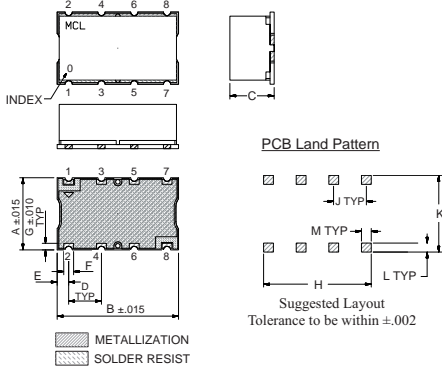 2 4 6 8
MCL
0
INDEX
1 3 5 7
C
PCB Land Pattern
1 3 5 7
A ±.015
G ±.010
TYP
J TYP
K
M TYP
L TYP
E
2 4 6 8
F
D
TYP
B ±.015
H
Suggested Layout
Tolerance to be within ±.002
METALLIZATION
SOLDER RESIST